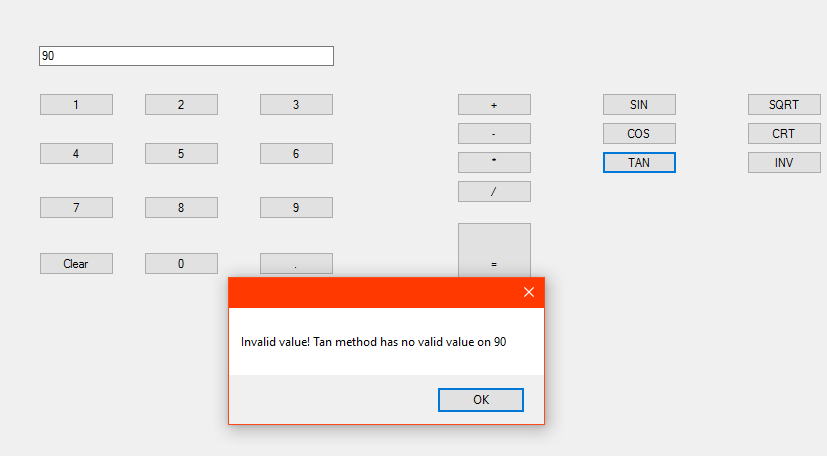 90
1 2 3 + SIN SQRT
- COS CRT
4 5 6 * TAN INV
/
7 8 9
Clear 0 . =
Invalid value! Tan method has no valid value on 90
OK